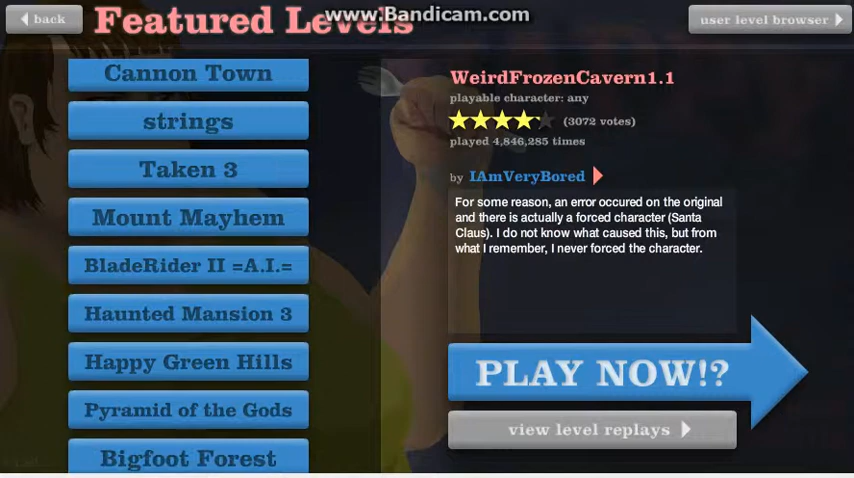 www.Bandicam.com
back
Featured Levels
user level browser
Cannon Town
strings
Taken 3
Mount Mayhem
BladeRider II =A.I.=
Haunted Mansion 3
Happy Green Hills
Pyramid of the Gods
Bigfoot Forest
WeirdFrozenCavern1.1
playable character: any
(3072 votes)
played 4,846,285 times
by IAmVeryBored
For some reason, an error occured on the original
and there is actually a forced character (Santa
Claus). I do not know what caused this, but from
what I remember, I never forced the character.
PLAY NOW!?
view level replays